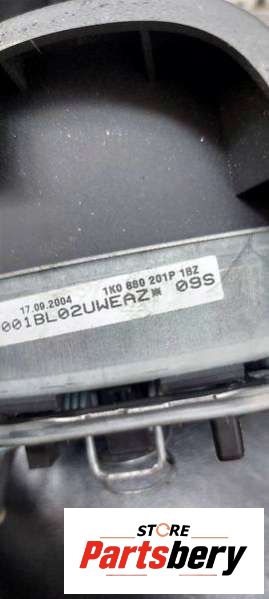 17.09.2004 1K0 880 201P 1BZ
001BL02UWEAZ* 09S
STORE
Partsbery